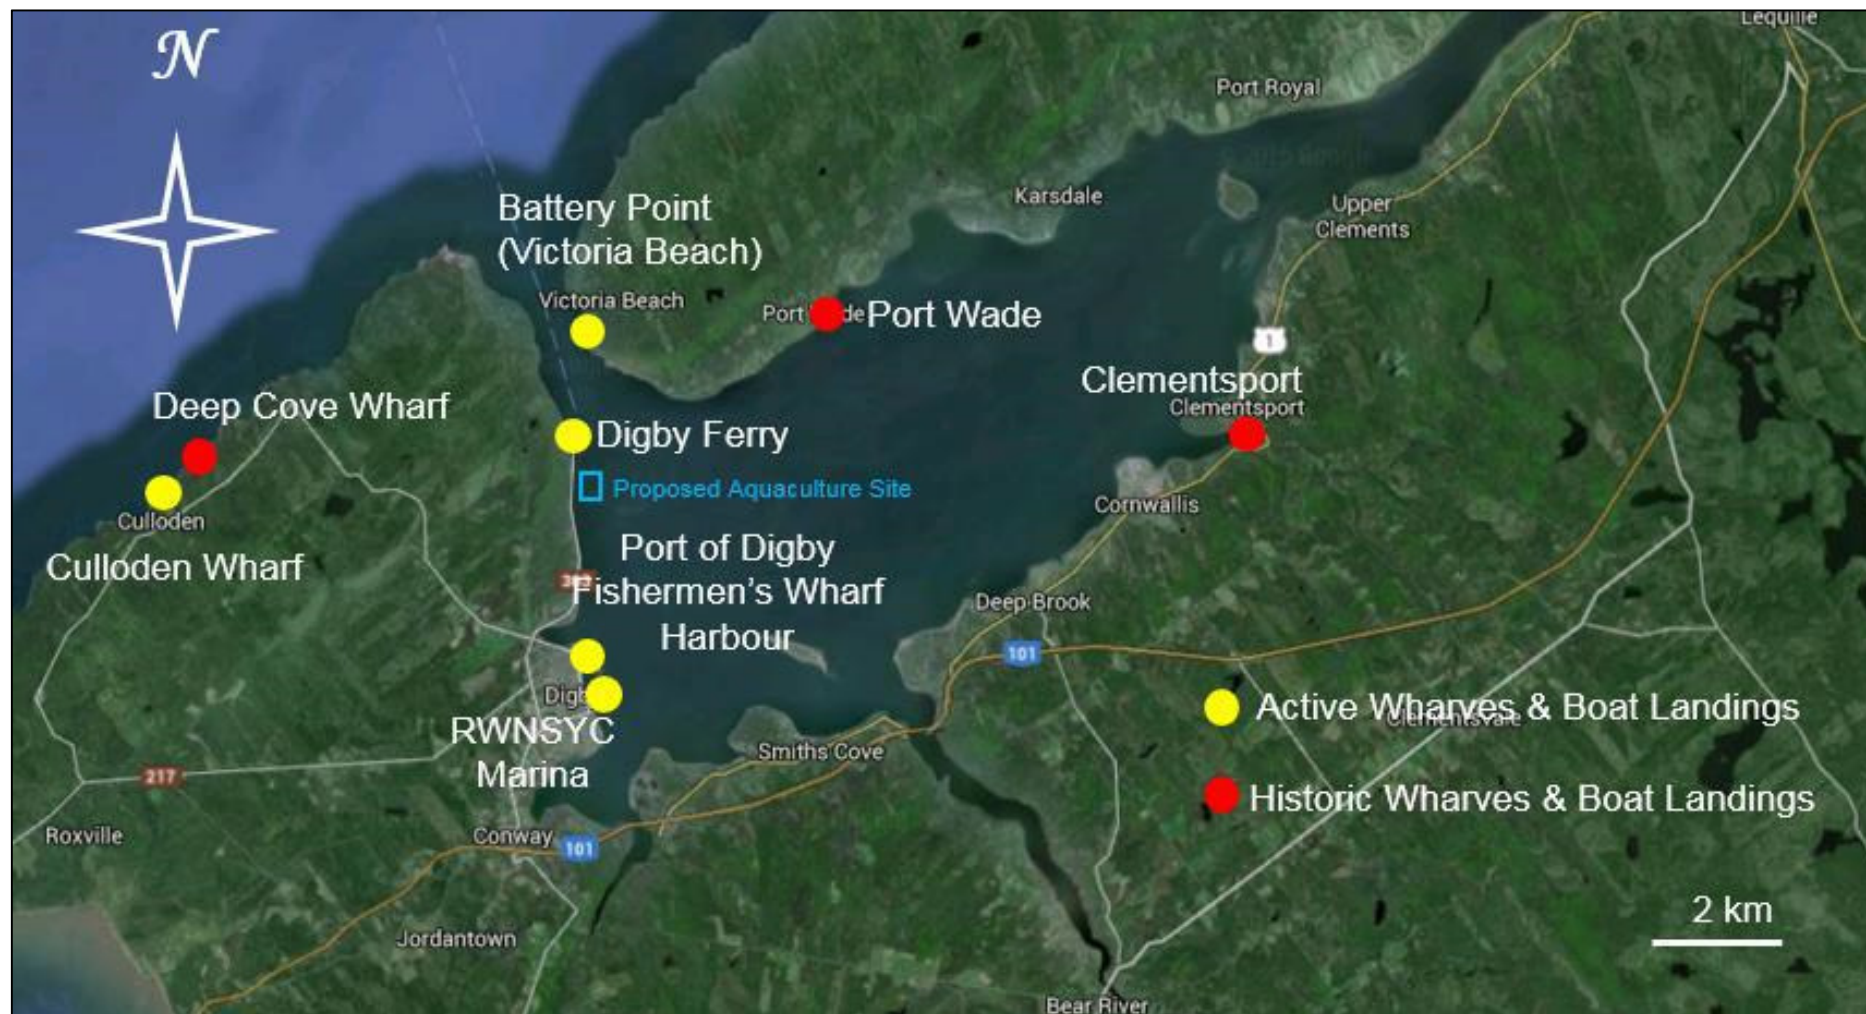 Lequille
N
Port Royal
Karsdale
Battery Point
(Victoria Beach)
Upper
Clements
Victoria Beach
Port Wade
1
Clementsport
Clementsport
Deep Cove Wharf
Digby Ferry
Proposed Aquaculture Site
Culloden
Culloden Wharf
Cornwallis
Port of Digby
Fishermen's Wharf
Harbour
Deep Brook
101
RWNSYC
Marina
Active Wharves & Boat Landings
Clementsvale
Smiths Cove
217
Historic Wharves & Boat Landings
Roxville
Conway
101
2 km
Jordantown
Bear River